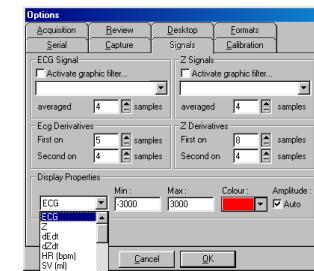 Options
Acquisition Review Desktop Formats
Serial Capture Signals Calibration
ECG Signal Z Signals
Activate graphic filter... Activate graphic filter...
averaged 4 samples averaged 4 samples
Ecg Derivatives Z Derivatives
First on 5 samples First on 8 samples
Second on 4 samples Second on 4 samples
Display Properties
Min : Max : Colour : Amplitude :
ECG -3000 3000 Auto
ECG
Z
dEdt
dZdt
HR (bpm)
SV (ml)
Cancel OK